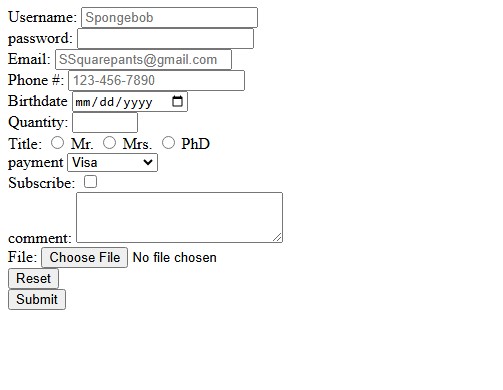 Username: Spongebob
password:
Email: SSquarepants@gmail.com
Phone #: 123-456-7890
Birthdate mm/dd/yyyy
Quantity:
Title: Mr. Mrs. PhD
payment Visa
Subscribe:
comment:
File: Choose File No file chosen
Reset
Submit